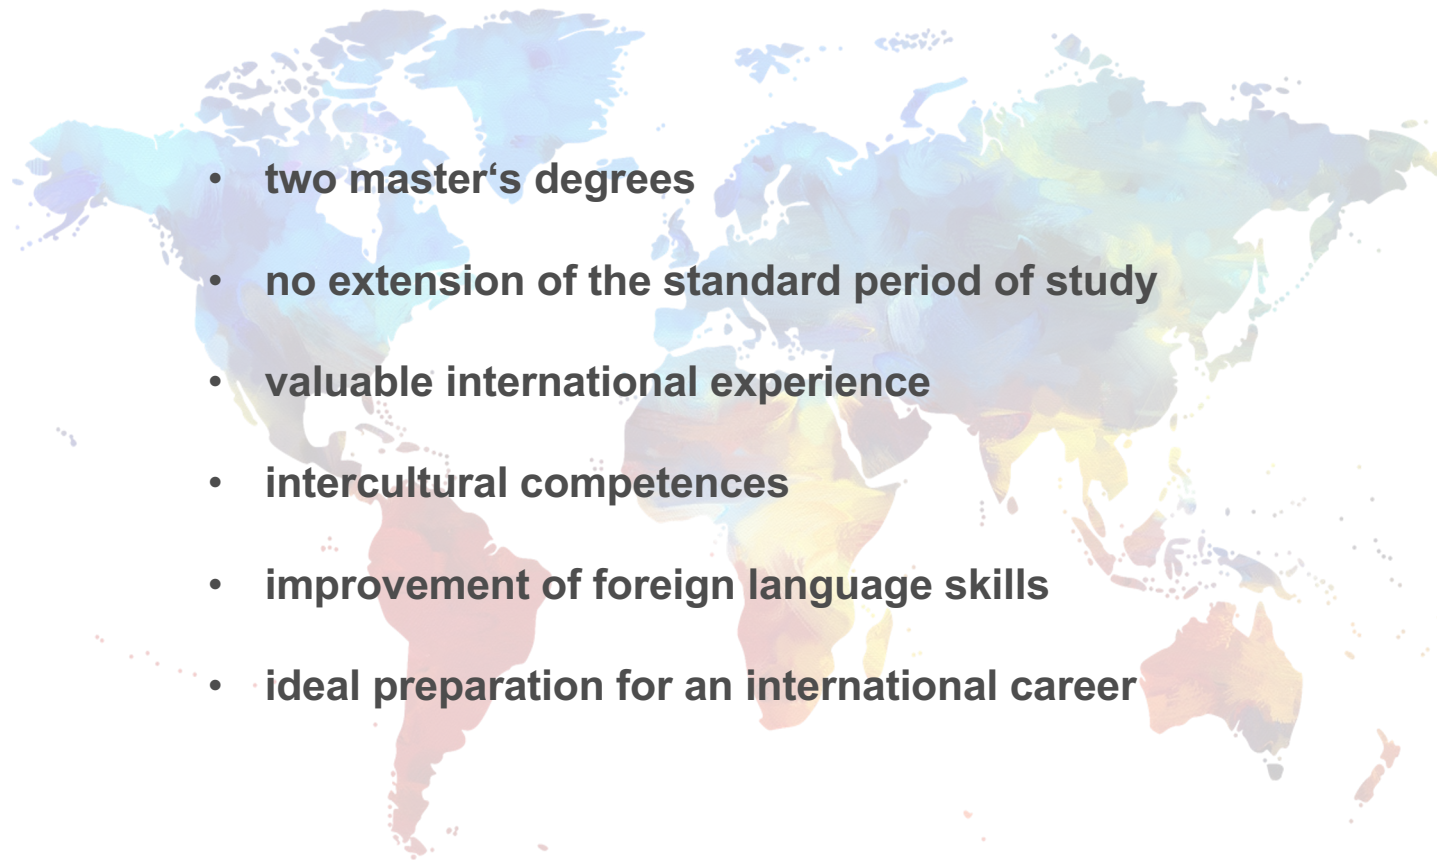 • two master‘s degrees
• no extension of the standard period of study
• valuable international experience
• intercultural competences
• improvement of foreign language skills
• ideal preparation for an international career